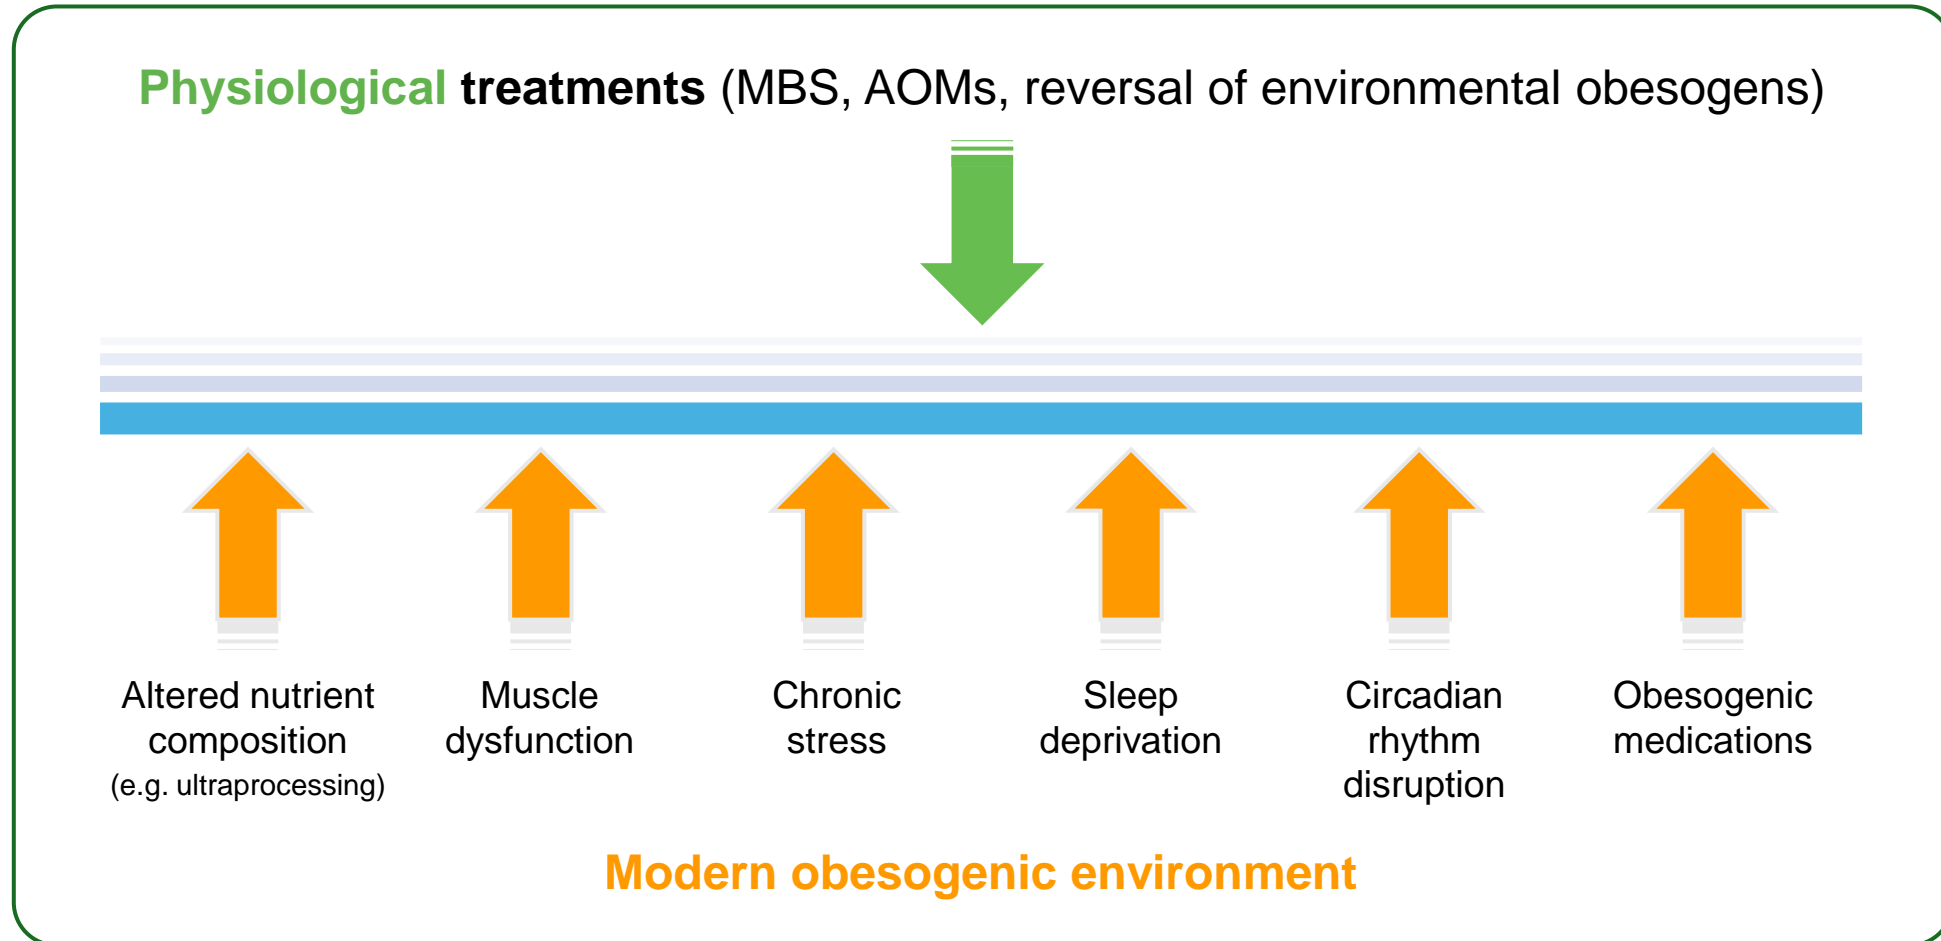 Physiological treatments (MBS, AOMs, reversal of environmental obesogens)
Altered nutrient
composition
(e.g. ultraprocessing)
Muscle
dysfunction
Chronic
stress
Sleep
deprivation
Circadian
rhythm
disruption
Obesogenic
medications
Modern obesogenic environment